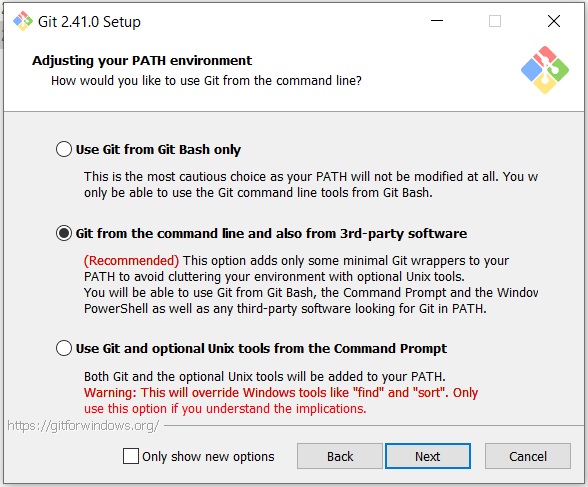 Git 2.41.0 Setup
Adjusting your PATH environment
How would you like to use Git from the command line?
Use Git from Git Bash only
This is the most cautious choice as your PATH will not be modified at all. You w
only be able to use the Git command line tools from Git Bash.
Git from the command line and also from 3rd-party software
(Recommended) This option adds only some minimal Git wrappers to your
PATH to avoid cluttering your environment with optional Unix tools.
You will be able to use Git from Git Bash, the Command Prompt and the Window
PowerShell as well as any third-party software looking for Git in PATH.
Use Git and optional Unix tools from the Command Prompt
Both Git and the optional Unix tools will be added to your PATH.
Warning: This will override Windows tools like "find" and "sort". Only
use this option if you understand the implications.
https://gitforwindows.org/
Only show new options
Back
Next
Cancel